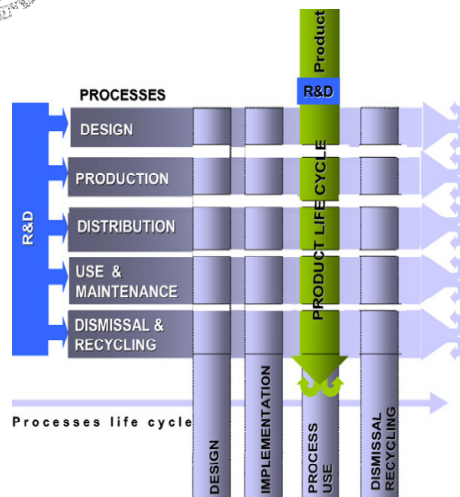 Product
R&D
PROCESSES
DESIGN
PRODUCTION
DISTRIBUTION
USE &
MAINTENANCE
DISMISSAL &
RECYCLING
R&D
PRODUCT LIFE CYCLE
Processes life cycle
DESIGN
IMPLEMENTATION
PROCESS
USE
DISMISSAL
RECYCLING